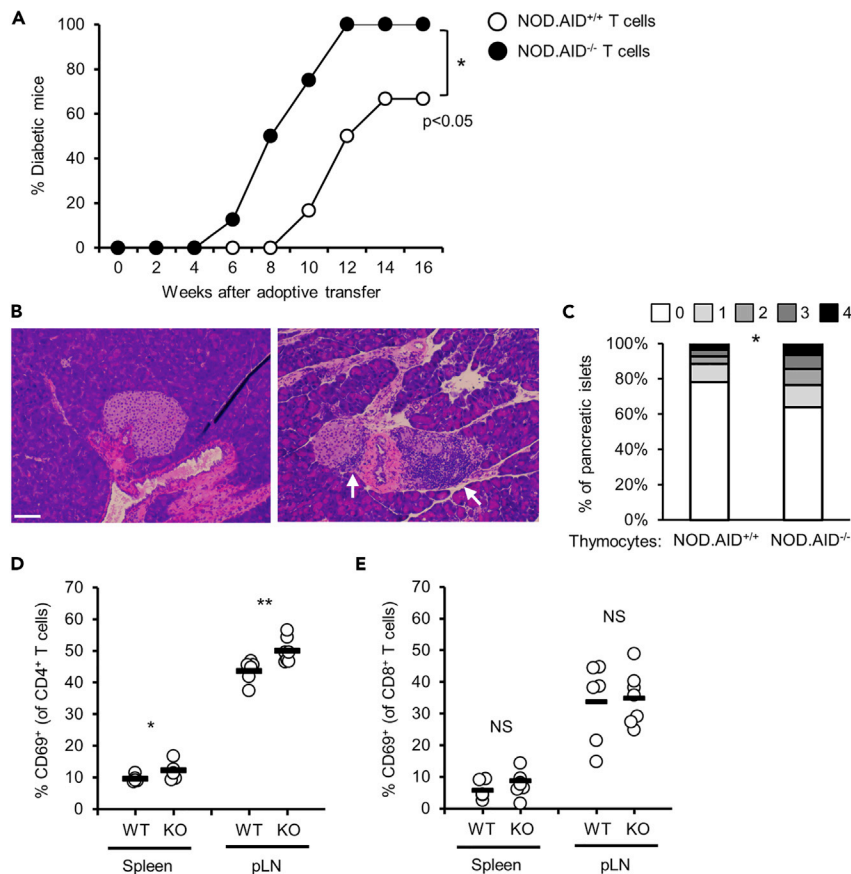 A
100
80
60
40
20
0
% Diabetic mice
0 2 4 6 8 10 12 14 16
Weeks after adoptive transfer
NOD.AID+/+ T cells
NOD.AID-/- T cells
*
p<0.05
B
C
0 1 2 3 4
100%
80%
60%
40%
20%
0%
% of pancreatic islets
*
Thymocytes: NOD.AID+/+ NOD.AID-/-
D
70
60
50
40
30
20
10
0
% CD69+ (of CD4+ T cells)
*
**
WT KO WT KO
Spleen pLN
E
70
60
50
40
30
20
10
0
% CD69+ (of CD8+ T cells)
NS
NS
WT KO WT KO
Spleen pLN